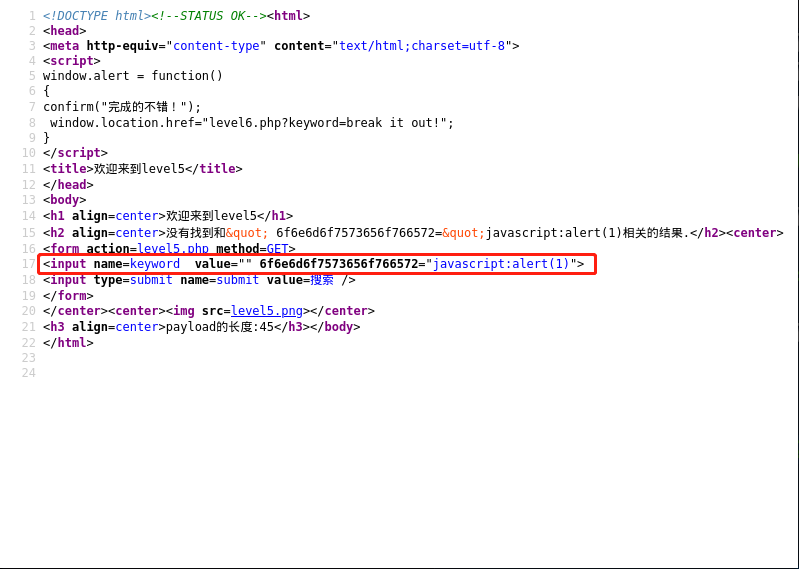 1 <!DOCTYPE html><!--STATUS OK--><html>
2 <head>
3 <meta http-equiv="content-type" content="text/html;charset=utf-8">
4 <script>
5 window.alert = function()
6 {
7 confirm("完成的不错！");
8  window.location.href="level6.php?keyword=break it out!";
9 }
10 </script>
11 <title>欢迎来到level5</title>
12 </head>
13 <body>
14 <h1 align=center>欢迎来到level5</h1>
15 <h2 align=center>没有找到和&quot; 6f6e6d6f7573656f766572=&quot;javascript:alert(1)相关的结果.</h2><center>
16 <form action=level5.php method=GET>
17 <input name=keyword  value="" 6f6e6d6f7573656f766572="javascript:alert(1)">
18 <input type=submit name=submit value=搜索 />
19 </form>
20 </center><center><img src=level5.png></center>
21 <h3 align=center>payload的长度:45</h3></body>
22 </html>
23
24